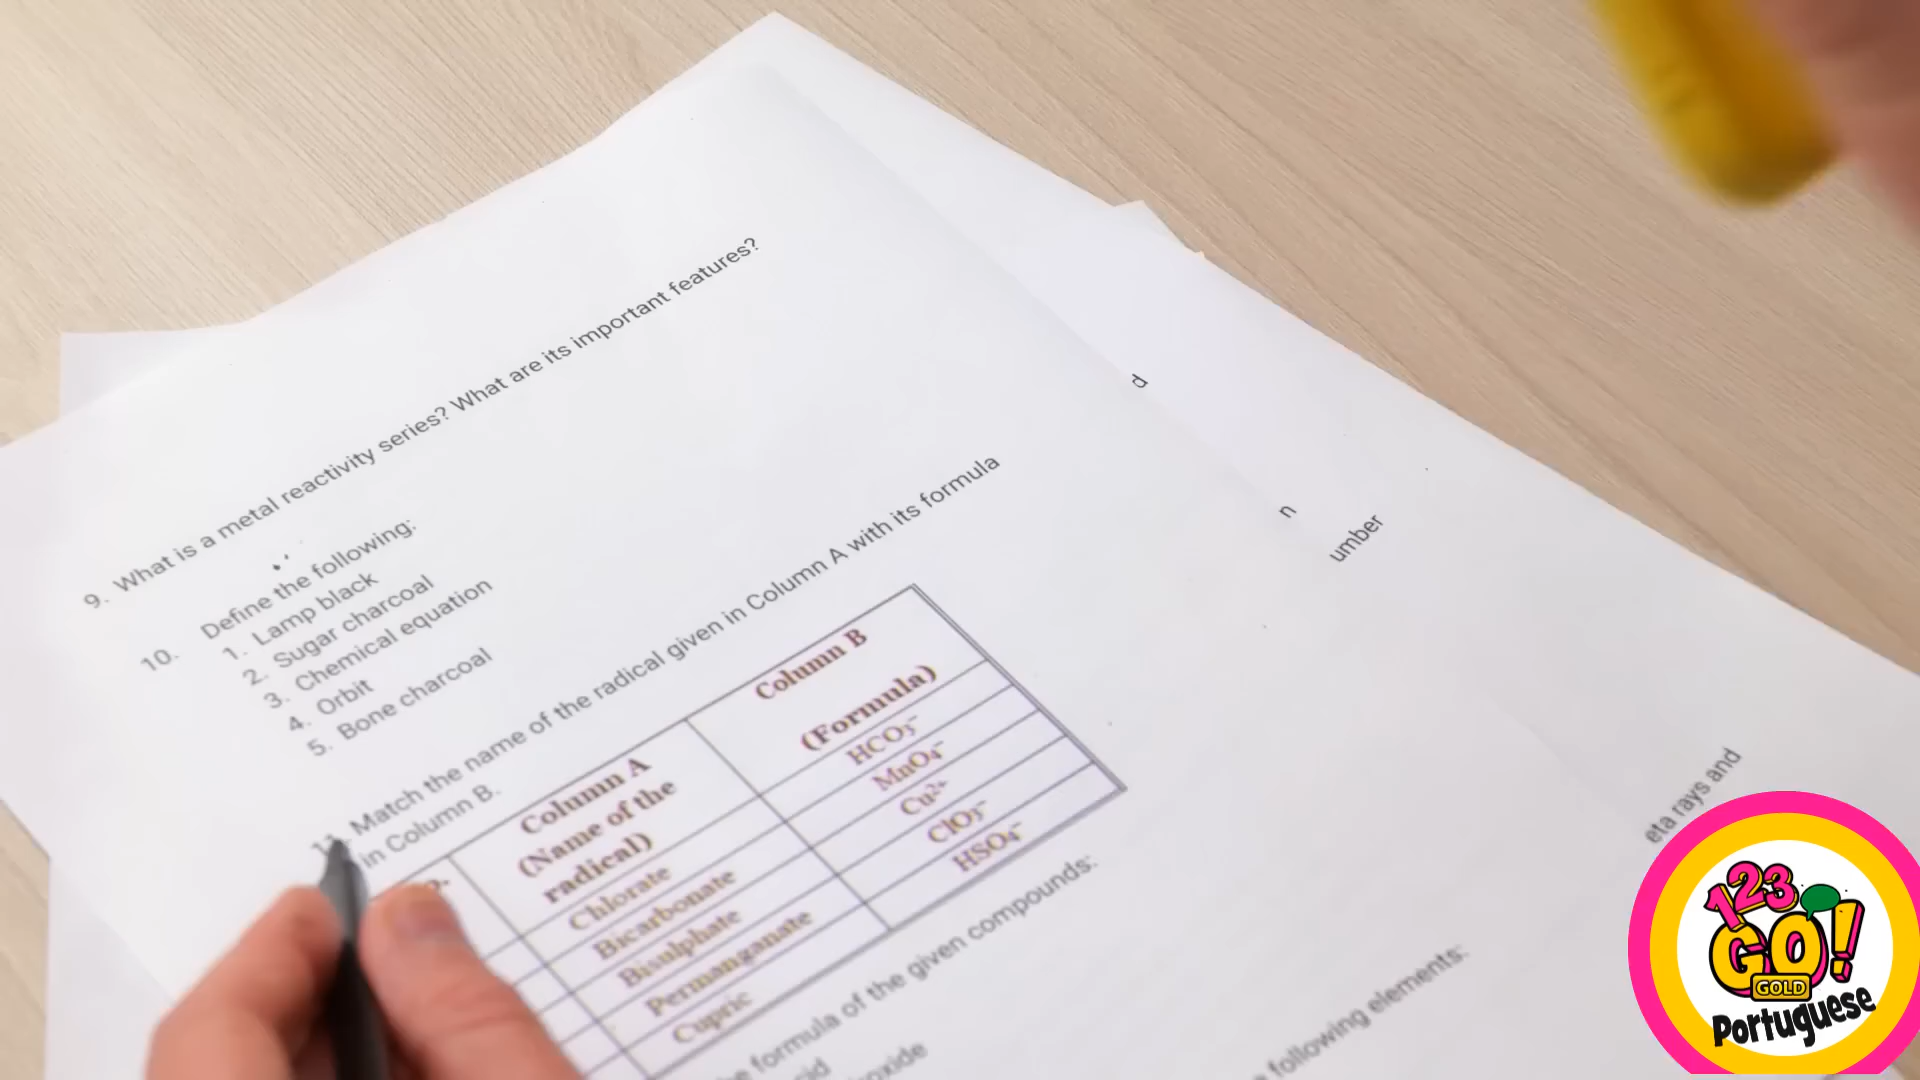 9. What is a metal reactivity series? What are its important features?
10. Define the following:
1. Lamp black
2. Sugar charcoal
3. Chemical equation
4. Orbit
5. Bone charcoal
11. Match the name of the radical given in Column A with its formula
in Column B.
Column A
(Name of the
radical)
Column B
(Formula)
Chlorate HCO₃⁻
Bicarbonate MnO₄⁻
Bisulphate Cu²⁺
Permanganate ClO₃⁻
Cupric HSO₄⁻
formula of the given compounds:
following elements:
d
n
umber
eta rays and
123
GO!
GOLD
Portuguese